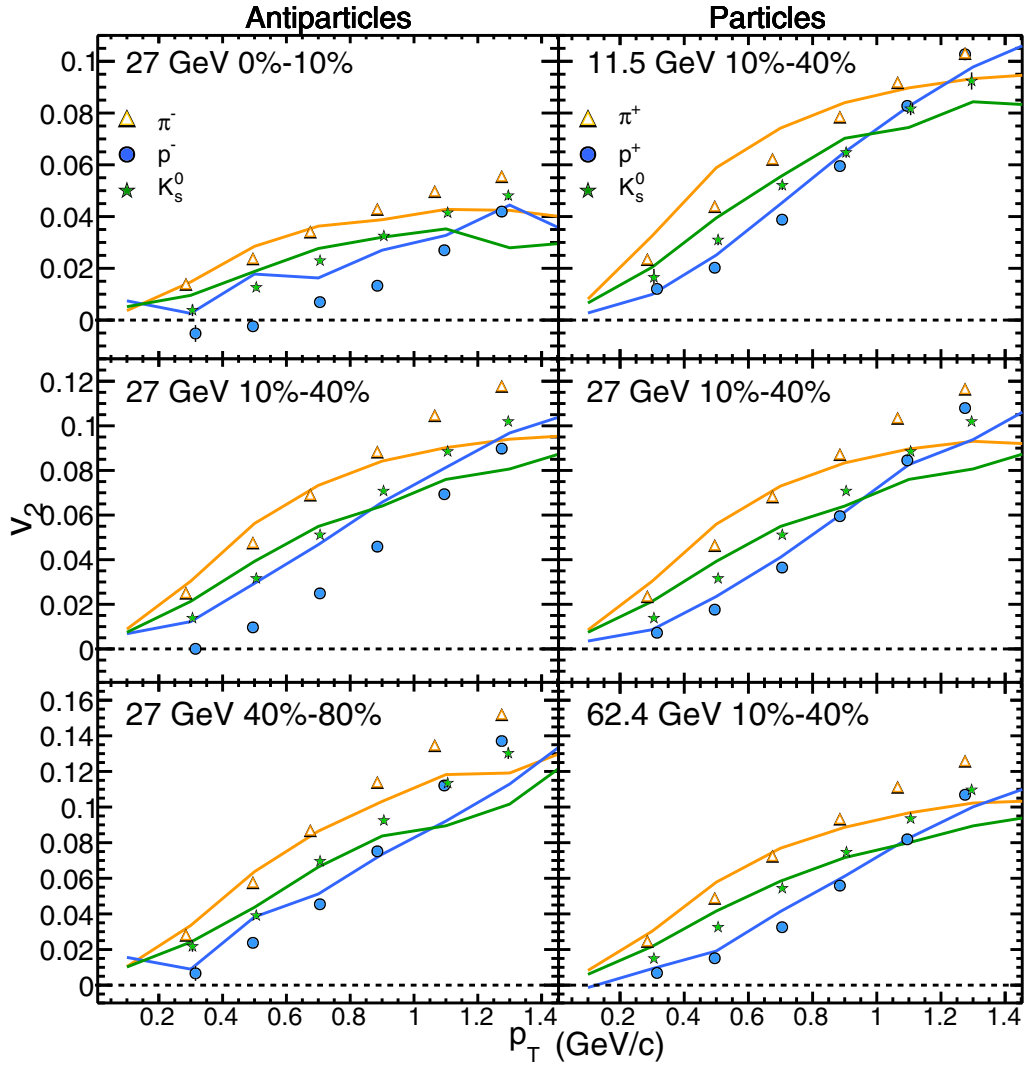 Antiparticles
Particles
27 GeV 0%-10%
π-
p-
K0s
0.1
0.08
0.06
0.04
0.02
0
11.5 GeV 10%-40%
π+
p+
K0s
27 GeV 10%-40%
0.12
0.1
0.08
0.06
0.04
0.02
0
27 GeV 10%-40%
v2
27 GeV 40%-80%
0.16
0.14
0.12
0.1
0.08
0.06
0.04
0.02
0
62.4 GeV 10%-40%
0.2 0.4 0.6 0.8 1 1.2 1.4
0.2 0.4 0.6 0.8 1 1.2 1.4
pT (GeV/c)